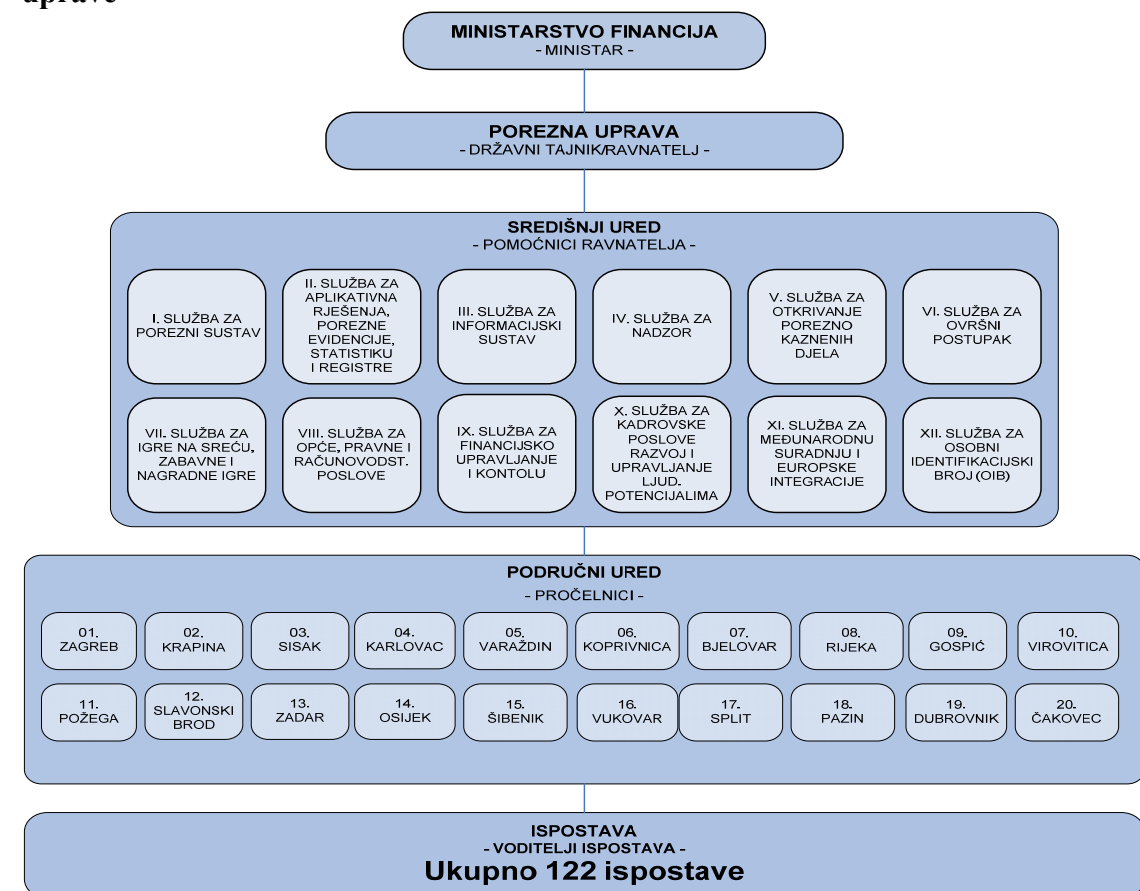 uprave
MINISTARSTVO FINANCIJA
- MINISTAR -
POREZNA UPRAVA
- DRŽAVNI TAJNIK/RAVNATELJ -
SREDIŠNJI URED
- POMOĆNICI RAVNATELJA -
I. SLUŽBA ZA
POREZNI SUSTAV
II. SLUŽBA ZA
APLIKATIVNA
RJEŠENJA,
POREZNE
EVIDENCIJE,
STATISTIKU
I REGISTRE
III. SLUŽBA ZA
INFORMACIJSKI
SUSTAV
IV. SLUŽBA ZA
NADZOR
V. SLUŽBA ZA
OTKRIVANJE
POREZNO
KAZNENIH
DJELA
VI. SLUŽBA ZA
OVRŠNI
POSTUPAK
VII. SLUŽBA ZA
IGRE NA SREĆU,
ZABAVNE I
NAGRADNE IGRE
VIII. SLUŽBA ZA
OPĆE, PRAVNE I
RAČUNOVODST.
POSLOVE
IX. SLUŽBA ZA
FINANCIJSKO
UPRAVLJANJE
I KONTOLU
X. SLUŽBA ZA
KADROVSKE
POSLOVE
RAZVOJ I
UPRAVLJANJE
LJUD.
POTENCIJALIMA
XI. SLUŽBA ZA
MEĐUNARODNU
SURADNJU I
EUROPSKE
INTEGRACIJE
XII. SLUŽBA ZA
OSOBNI
IDENTIFIKACIJSKI
BROJ (OIB)
PODRUČNI URED
- PROČELNICI -
01.
ZAGREB
02.
KRAPINA
03.
SISAK
04.
KARLOVAC
05.
VARAŽDIN
06.
KOPRIVNICA
07.
BJELOVAR
08.
RIJEKA
09.
GOSPIĆ
10.
VIROVITICA
11.
POŽEGA
12.
SLAVONSKI
BROD
13.
ZADAR
14.
OSIJEK
15.
ŠIBENIK
16.
VUKOVAR
17.
SPLIT
18.
PAZIN
19.
DUBROVNIK
20.
ČAKOVEC
ISPOSTAVA
- VODITELJI ISPOSTAVA -
Ukupno 122 ispostave